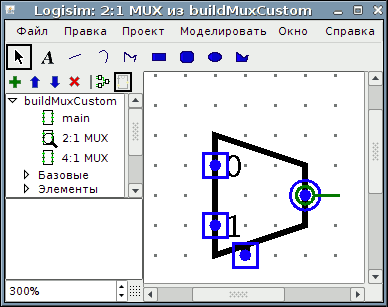 Logisim: 2:1 MUX из buildMuxCustom
Файл Правка Проект Моделировать Окно Справка
A
buildMuxCustom
main
2:1 MUX
4:1 MUX
Базовые
Элементы
0
1
300%